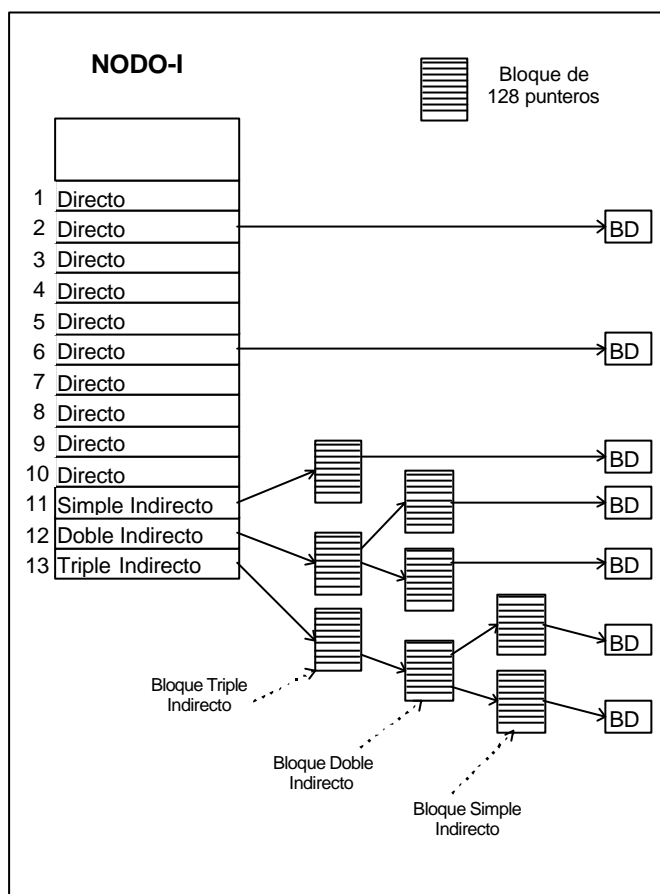 NODO-I
Bloque de
128 punteros
1 Directo
2 Directo
BD
3 Directo
4 Directo
5 Directo
6 Directo
BD
7 Directo
8 Directo
9 Directo
BD
10 Directo
11 Simple Indirecto
BD
12 Doble Indirecto
13 Triple Indirecto
BD
BD
Bloque Triple
Indirecto
BD
Bloque Doble
Indirecto
Bloque Simple
Indirecto